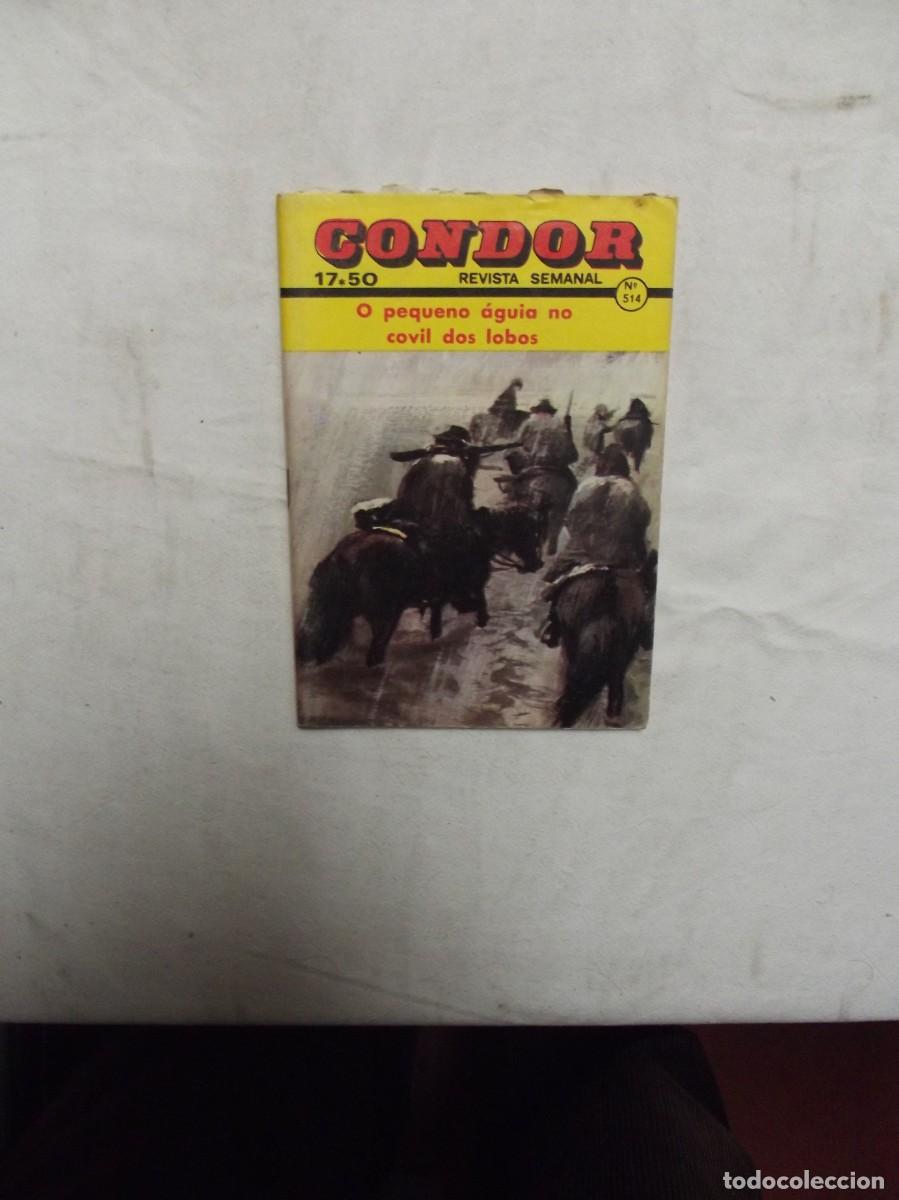 CONDOR
17$50 REVISTA SEMANAL
Nº
514
O pequeno águia no
covil dos lobos
todocoleccion